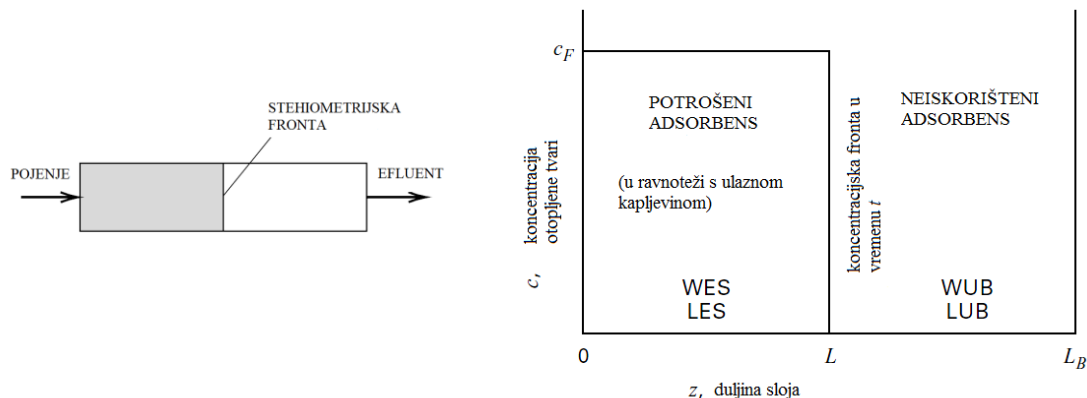 STEHIOMETRIJSKA
FRONTA
POJENJE
EFLUENT
c_F
POTROŠENI
ADSORBENS
(u ravnoteži s ulaznom
kapljevinom)
WES
LES
NEISKORIŠTENI
ADSORBENS
WUB
LUB
koncentracijska fronta u
vremenu t
c, koncentracija
otopljene tvari
0
L
L_B
z, duljina sloja